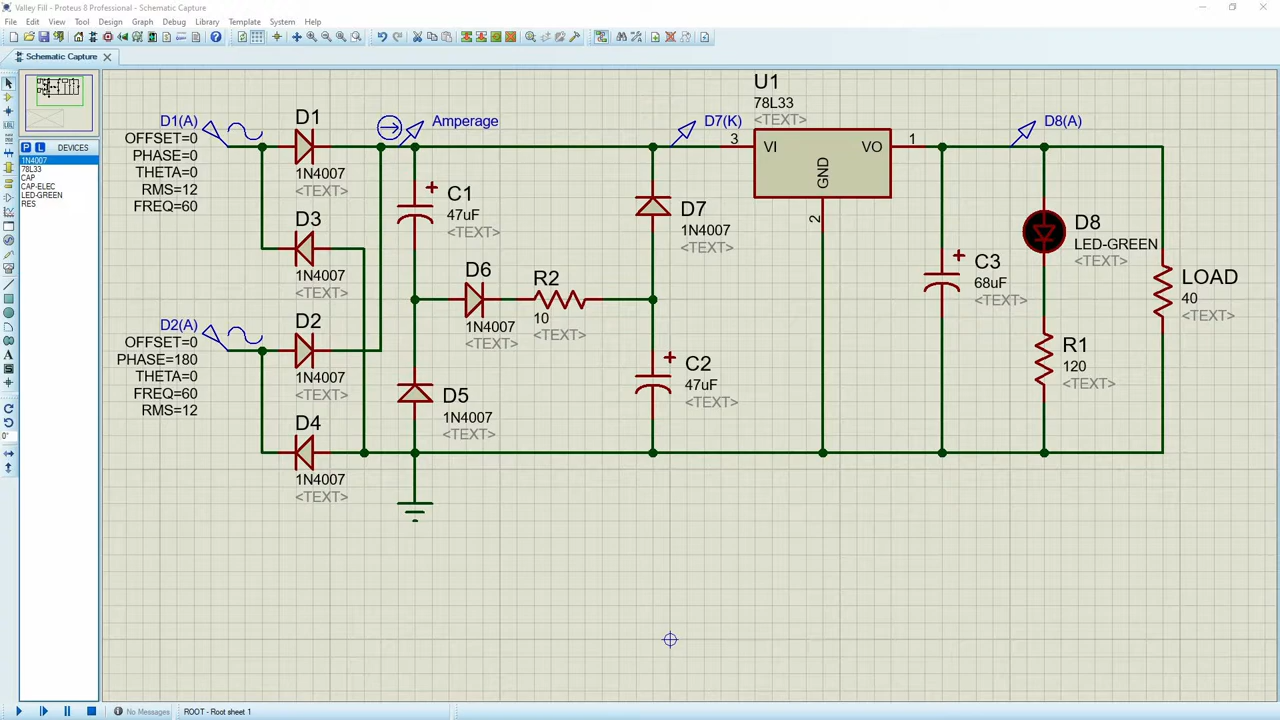 Valley Fill - Proteus 8 Professional - Schematic Capture
File Edit View Tool Design Graph Debug Library Template System Help
Schematic Capture
P L DEVICES
1N4007
78L33
CAP
CAP-ELEC
LED-GREEN
RES
D1(A)
OFFSET=0
PHASE=0
THETA=0
RMS=12
FREQ=60
D1
1N4007
<TEXT>
D3
1N4007
<TEXT>
D2(A)
OFFSET=0
PHASE=180
THETA=0
FREQ=60
RMS=12
D2
1N4007
<TEXT>
D4
1N4007
<TEXT>
Amperage
C1
47uF
<TEXT>
D6
1N4007
<TEXT>
R2
10
<TEXT>
D5
1N4007
<TEXT>
D7(K)
D7
1N4007
<TEXT>
C2
47uF
<TEXT>
U1
78L33
<TEXT>
3
VI
VO
1
GND
2
D8(A)
C3
68uF
<TEXT>
D8
LED-GREEN
<TEXT>
R1
120
<TEXT>
LOAD
40
<TEXT>
0°
No Messages
ROOT - Root sheet 1